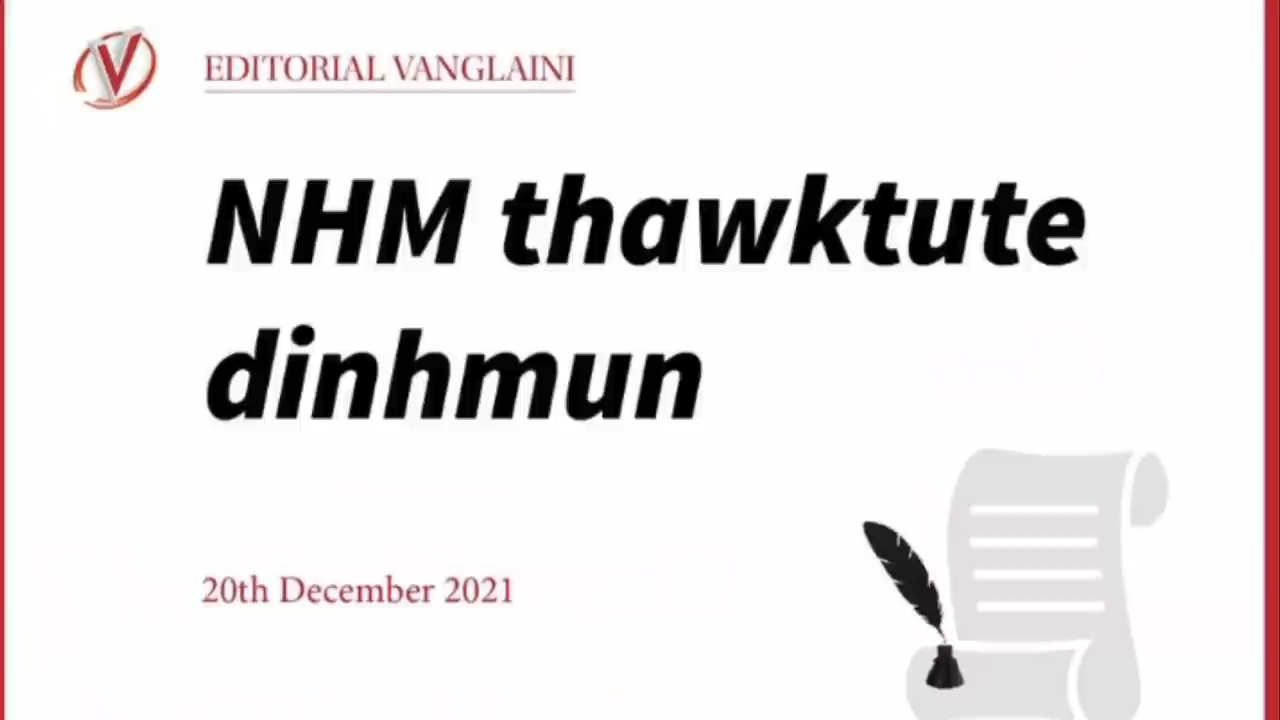 V
EDITORIAL VANGLAINI
NHM thawktute
dinhmun
20th December 2021